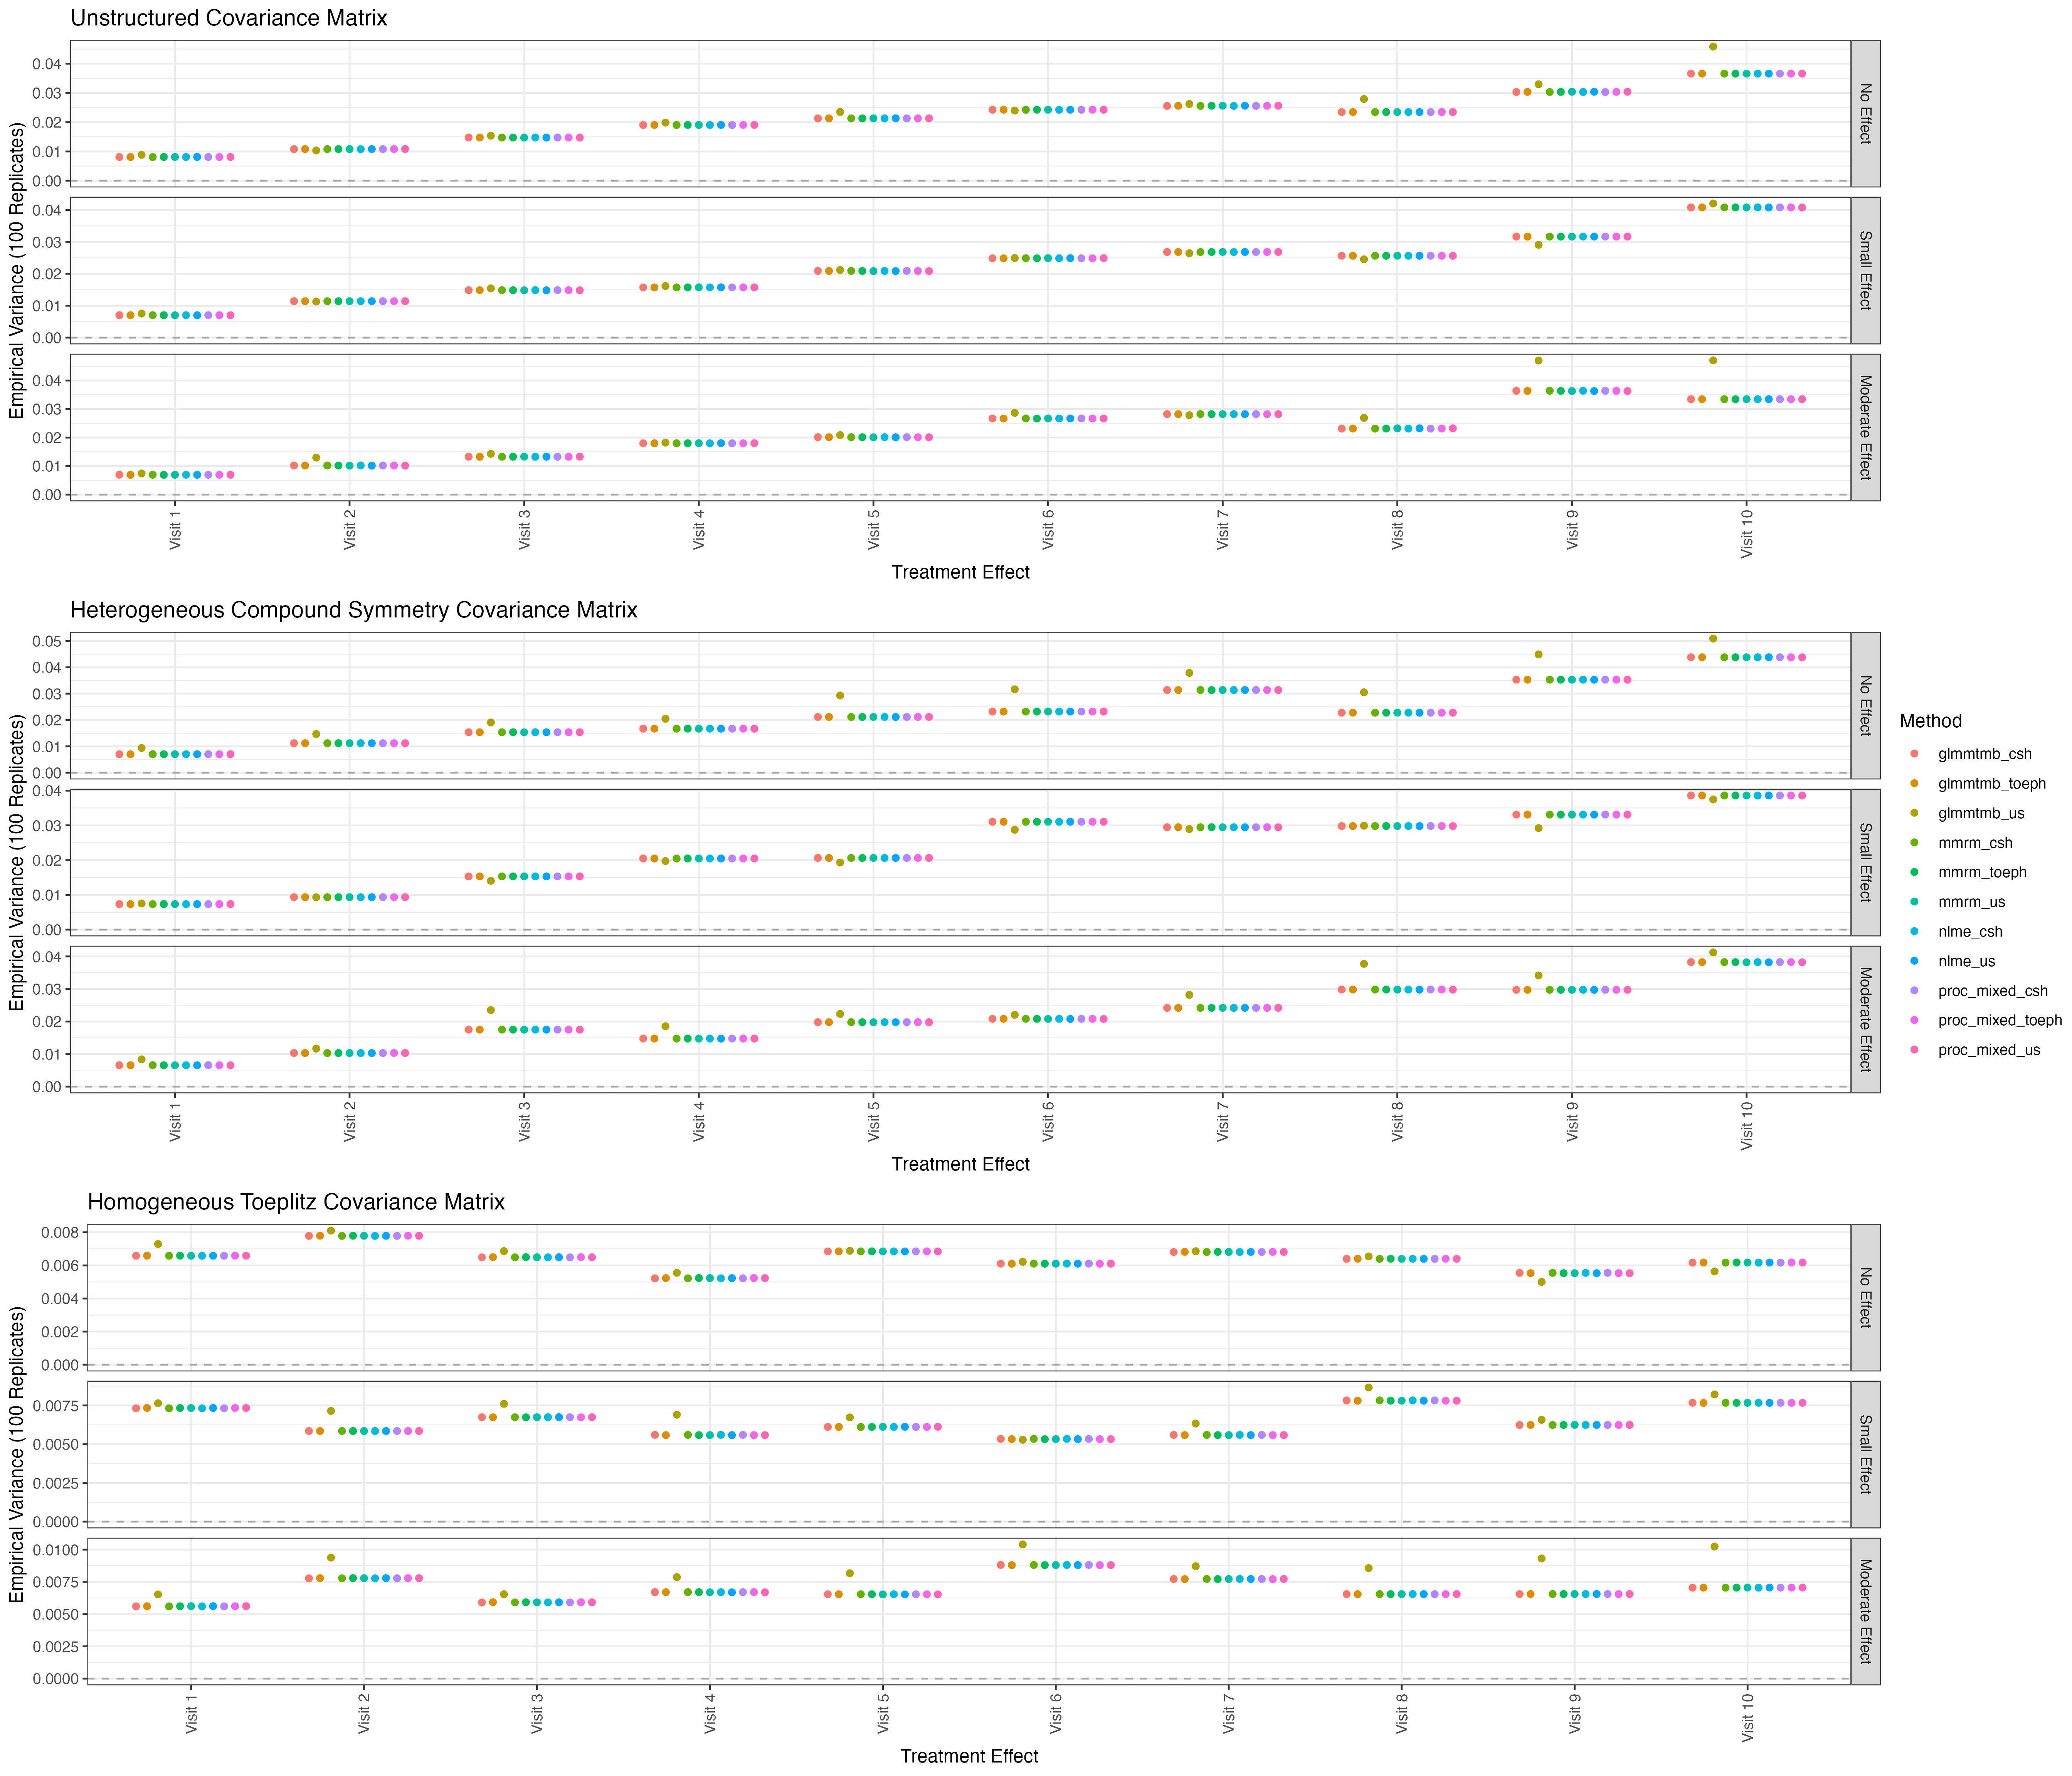 Unstructured Covariance Matrix
Empirical Variance (100 Replicates)
0.04
0.03
0.02
0.01
0.00
No Effect
0.04
0.03
0.02
0.01
0.00
Small Effect
0.04
0.03
0.02
0.01
0.00
Moderate Effect
Visit 1 Visit 2 Visit 3 Visit 4 Visit 5 Visit 6 Visit 7 Visit 8 Visit 9 Visit 10
Treatment Effect
Heterogeneous Compound Symmetry Covariance Matrix
Empirical Variance (100 Replicates)
0.05
0.04
0.03
0.02
0.01
0.00
No Effect
0.04
0.03
0.02
0.01
0.00
Small Effect
0.04
0.03
0.02
0.01
0.00
Moderate Effect
Visit 1 Visit 2 Visit 3 Visit 4 Visit 5 Visit 6 Visit 7 Visit 8 Visit 9 Visit 10
Treatment Effect
Homogeneous Toeplitz Covariance Matrix
Empirical Variance (100 Replicates)
0.008
0.006
0.004
0.002
0.000
No Effect
0.0075
0.0050
0.0025
0.0000
Small Effect
0.0100
0.0075
0.0050
0.0025
0.0000
Moderate Effect
Visit 1 Visit 2 Visit 3 Visit 4 Visit 5 Visit 6 Visit 7 Visit 8 Visit 9 Visit 10
Treatment Effect
Method
glmmtmb_csh
glmmtmb_toeph
glmmtmb_us
mmrm_csh
mmrm_toeph
mmrm_us
nlme_csh
nlme_us
proc_mixed_csh
proc_mixed_toeph
proc_mixed_us